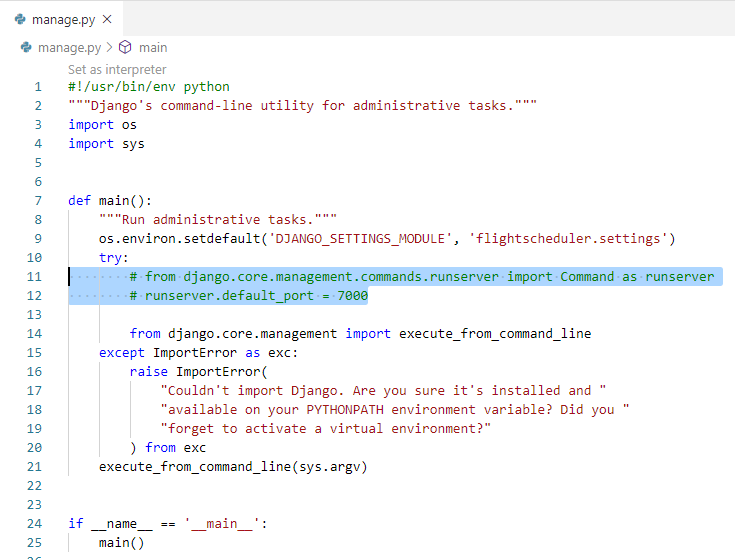 manage.py
manage.py > main
Set as interpreter
1 #!/usr/bin/env python
2 """Django's command-line utility for administrative tasks."""
3 import os
4 import sys
5
6
7 def main():
8     """Run administrative tasks."""
9     os.environ.setdefault('DJANGO_SETTINGS_MODULE', 'flightscheduler.settings')
10     try:
11         # from django.core.management.commands.runserver import Command as runserver
12         # runserver.default_port = 7000
13
14         from django.core.management import execute_from_command_line
15     except ImportError as exc:
16         raise ImportError(
17             "Couldn't import Django. Are you sure it's installed and "
18             "available on your PYTHONPATH environment variable? Did you "
19             "forget to activate a virtual environment?"
20         ) from exc
21     execute_from_command_line(sys.argv)
22
23
24 if __name__ == '__main__':
25     main()